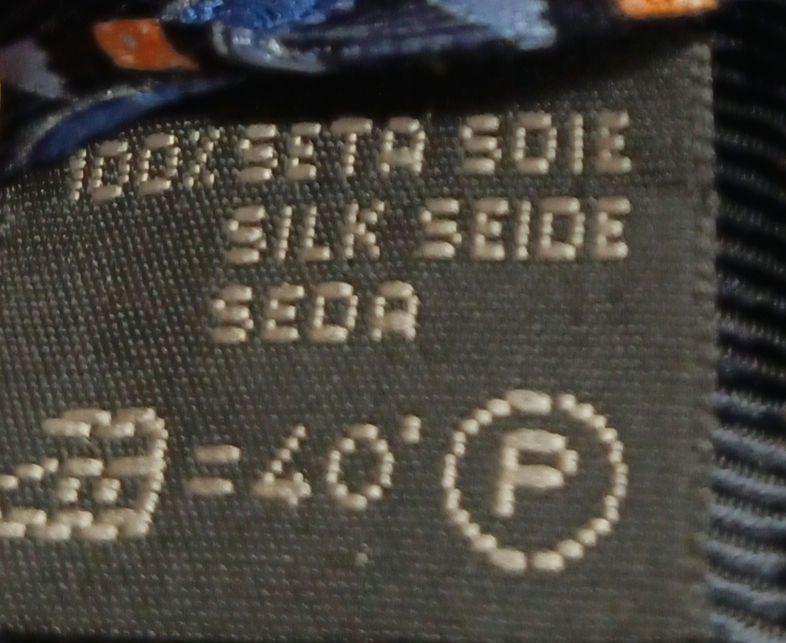 100% SETA SOIE
SILK SEIDE
SEDA
=40° P